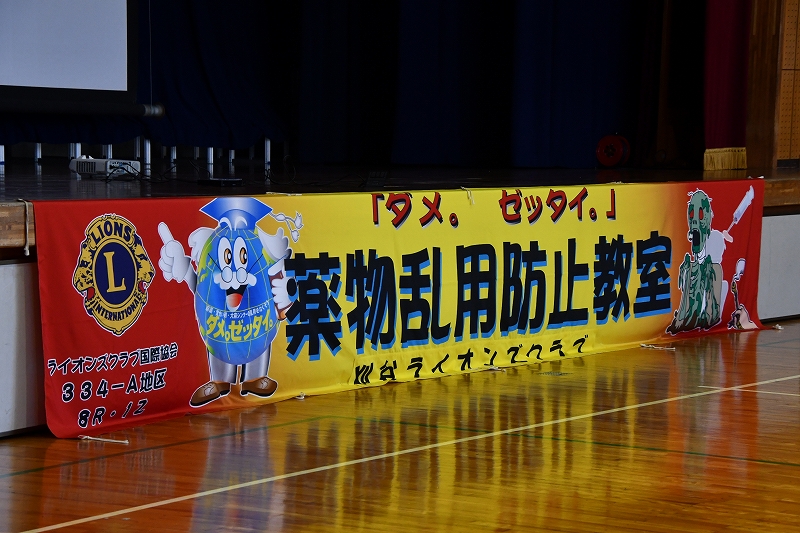 LIONS
L
INTERNATIONAL
ライオンズクラブ国際協会
334-A地区
8R・1Z
ダメ。ゼッタイ。
「ダメ。 ゼッタイ。」
薬物乱用防止教室
ライオンズクラブ